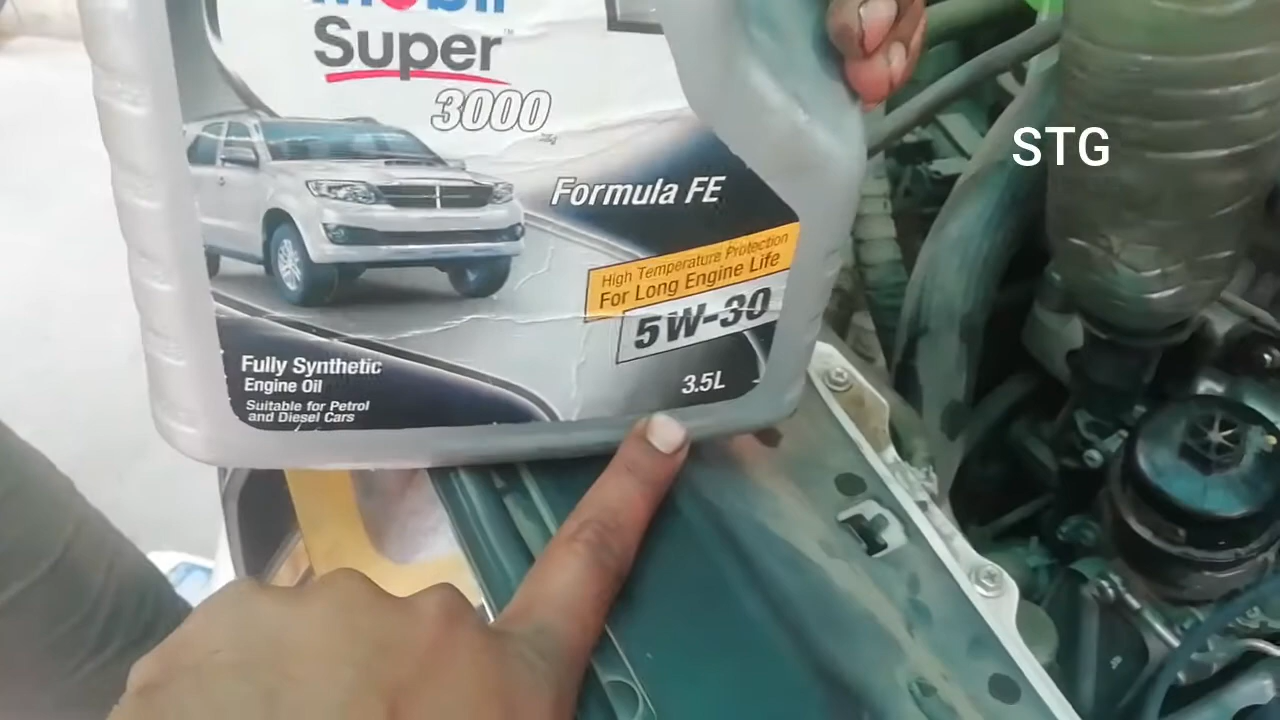 Mobil
Super
3000
STG
Formula FE
High Temperature Protection
For Long Engine Life
5W-30
Fully Synthetic
Engine Oil
3.5L
Suitable for Petrol
and Diesel Cars